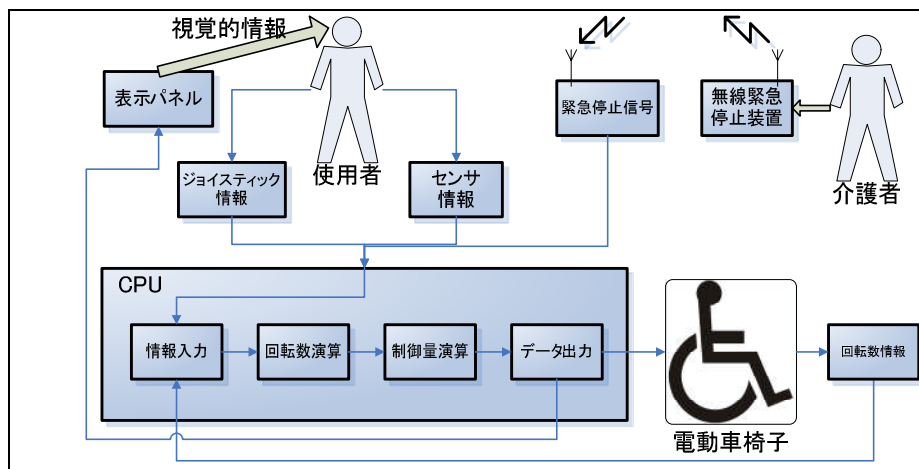 視覚的情報
表示パネル
緊急停止信号
無線緊急
停止装置
ジョイスティック
情報
使用者
センサ
情報
介護者
CPU
情報入力
回転数演算
制御量演算
データ出力
回転数情報
電動車椅子